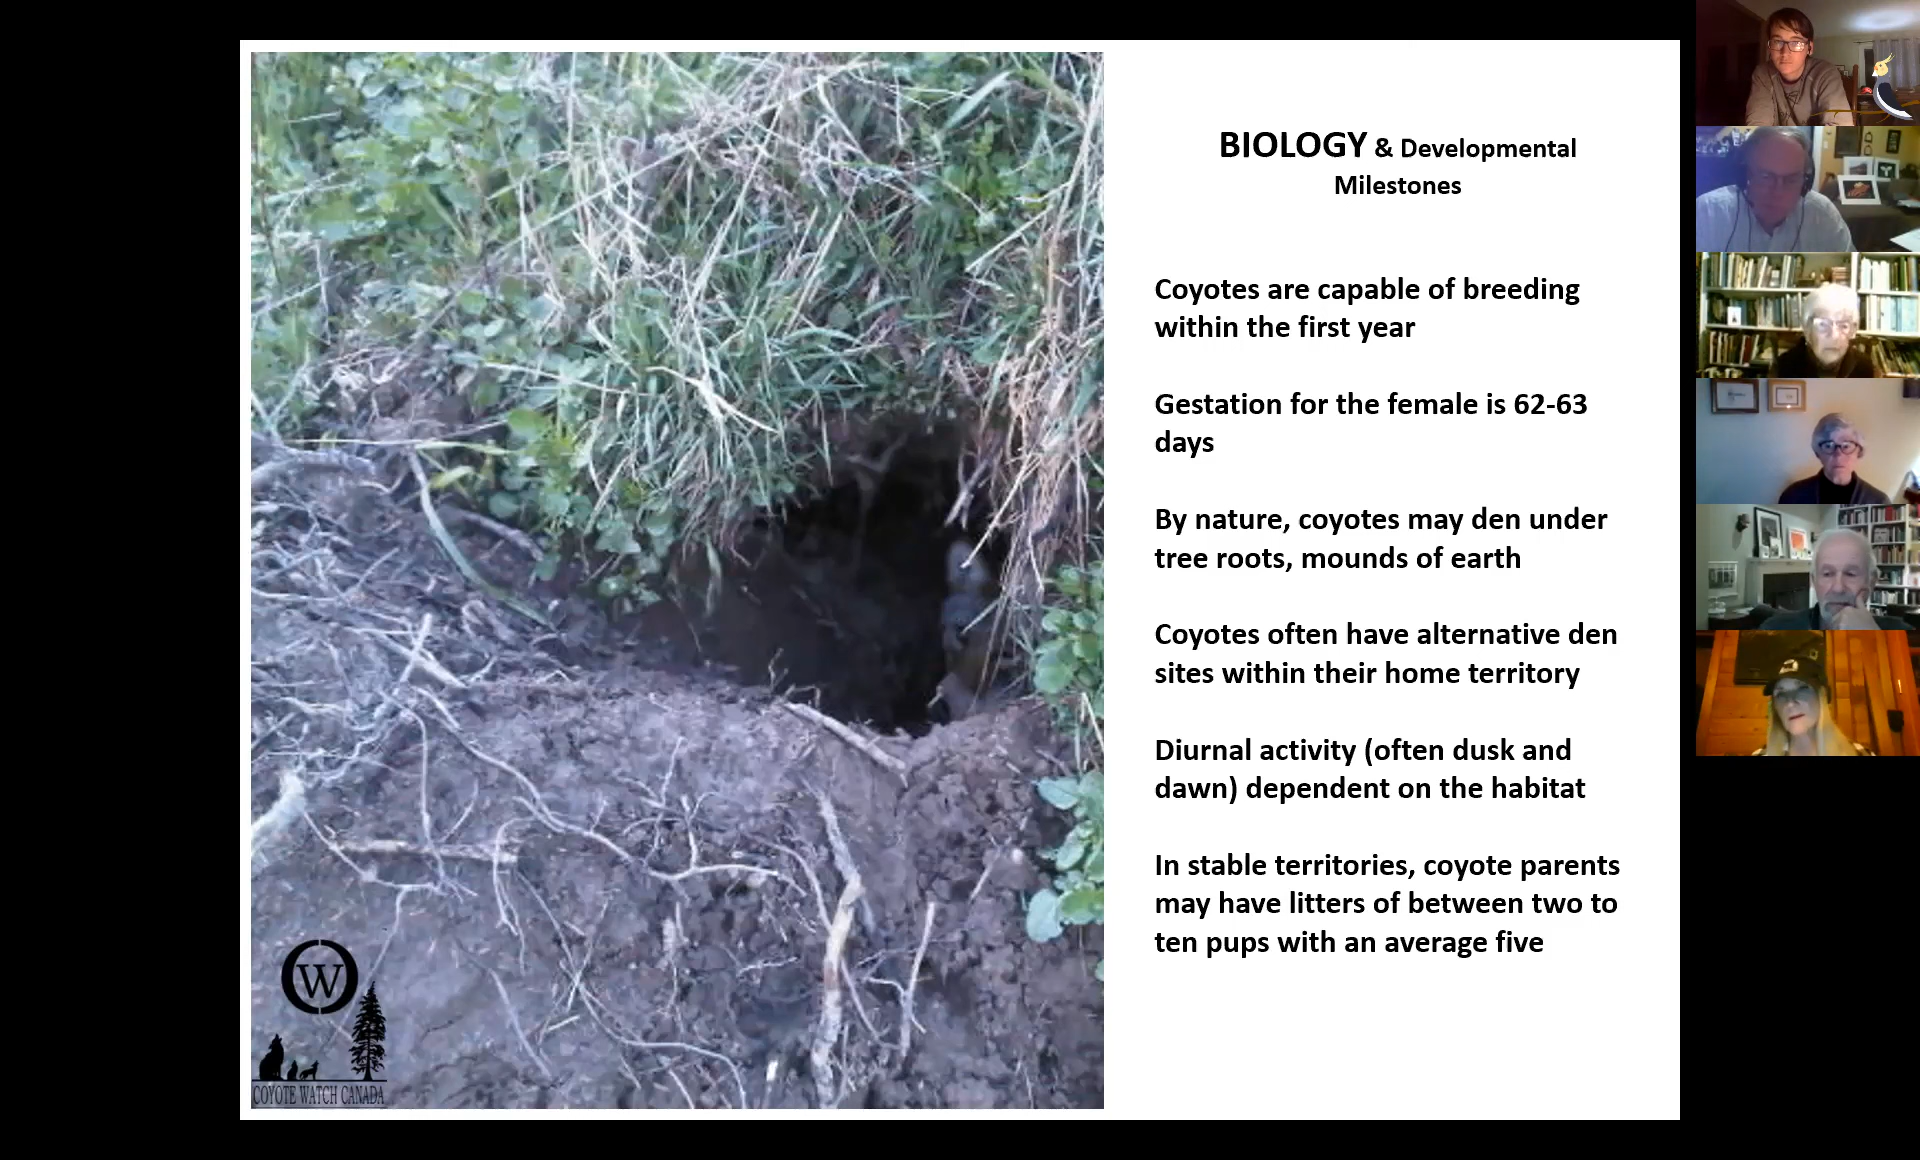 BIOLOGY & Developmental
Milestones
Coyotes are capable of breeding
within the first year
Gestation for the female is 62-63
days
By nature, coyotes may den under
tree roots, mounds of earth
Coyotes often have alternative den
sites within their home territory
Diurnal activity (often dusk and
dawn) dependent on the habitat
In stable territories, coyote parents
may have litters of between two to
ten pups with an average five
W
COYOTE WATCH CANADA